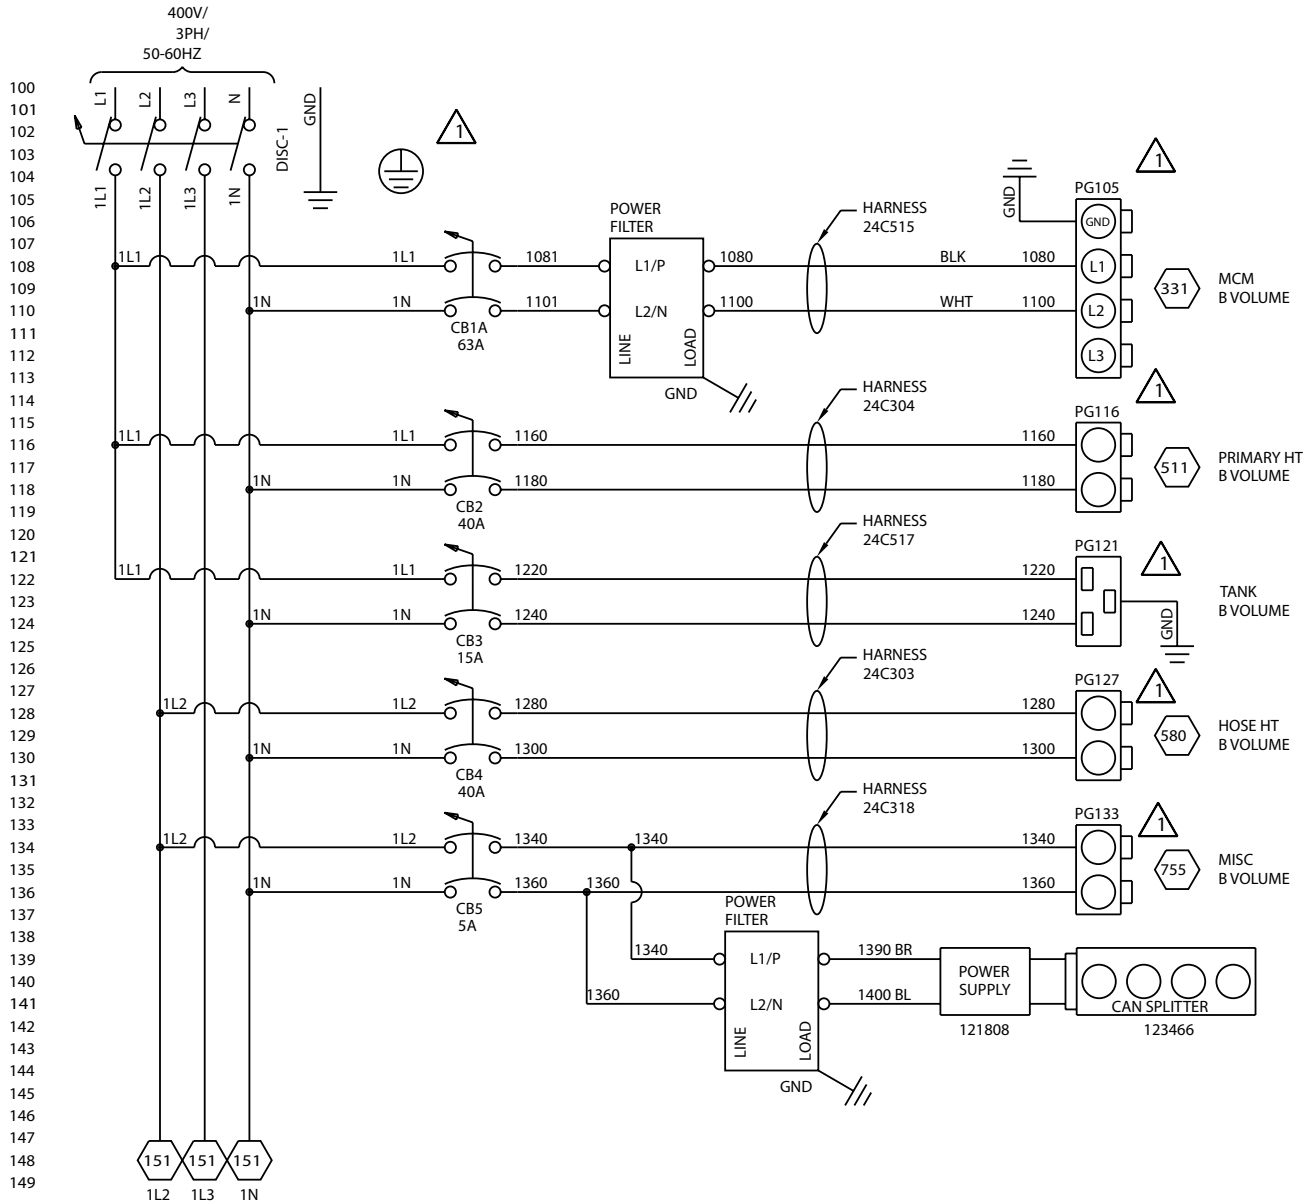 400V/
3PH/
50-60HZ
100
L1 L2 L3 N GND
101
102
DISC-1
1
103
1
104
105
1L1 1L2 1L3 1N
GND
PG105
106
POWER
FILTER
HARNESS
24C515
GND
107
108
1L1 1L1 1081 L1/P 1080 BLK 1080 L1
109
331
MCM
B VOLUME
110
1N 1N 1101 L2/N 1100 WHT 1100 L2
111
CB1A
63A
112
LINE LOAD
L3
113
GND
114
HARNESS
24C304
1
115
PG116
116
1L1 1L1 1160 1160
117
511
PRIMARY HT
B VOLUME
118
1N 1N 1180 1180
119
CB2
40A
120
HARNESS
24C517
121
PG121
1
122
1L1 1L1 1220 1220
123
TANK
B VOLUME
124
1N 1N 1240 1240
GND
125
CB3
15A
126
HARNESS
24C303
127
PG127
1
128
1L2 1L2 1280 1280
129
580
HOSE HT
B VOLUME
130
1N 1N 1300 1300
131
CB4
40A
132
HARNESS
24C318
133
PG133
1
134
1L2 1L2 1340 1340 1340
135
755
MISC
B VOLUME
136
1N 1N 1360 1360 1360
137
CB5
5A
POWER
FILTER
138
139
1340 L1/P 1390 BR
140
POWER
SUPPLY
141
1360 L2/N 1400 BL
CAN SPLITTER
142
121808
123466
143
LINE LOAD
144
GND
145
146
147
148
151 151 151
149
1L2 1L3 1N